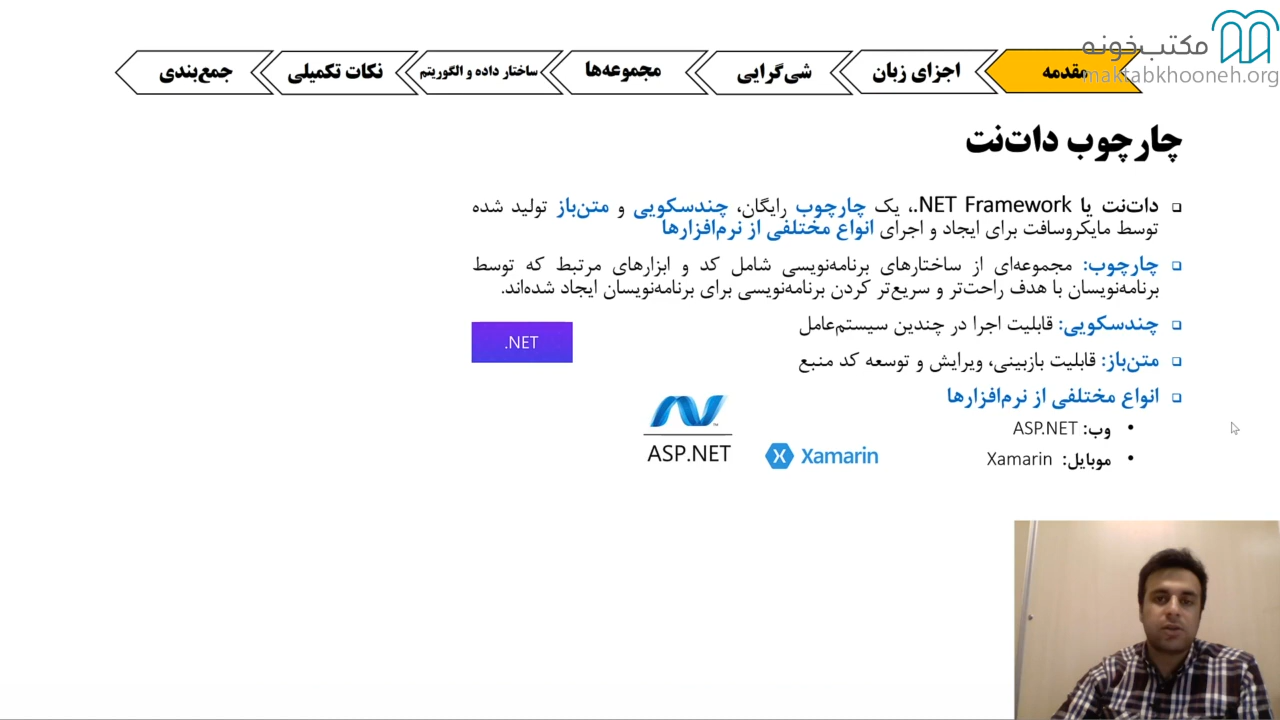 مکتب‌خونه
maktabkhooneh.org
مقدمه
اجزای زبان
شی‌گرایی
مجموعه‌ها
ساختار داده و الگوریتم
نکات تکمیلی
جمع‌بندی
چارچوب دات‌نت
دات‌نت یا NET Framework.، یک چارچوب رایگان، چندسکویی و متن‌باز تولید شده
توسط مایکروسافت برای ایجاد و اجرای انواع مختلفی از نرم‌افزارها
چارچوب: مجموعه‌ای از ساختارهای برنامه‌نویسی شامل کد و ابزارهای مرتبط که توسط
برنامه‌نویسان با هدف راحت‌تر و سریع‌تر کردن برنامه‌نویسی برای برنامه‌نویسان ایجاد شده‌اند.
چندسکویی: قابلیت اجرا در چندین سیستم‌عامل
.NET
متن‌باز: قابلیت بازبینی، ویرایش و توسعه کد منبع
انواع مختلفی از نرم‌افزارها
وب: ASP.NET
موبایل: Xamarin
Xamarin
ASP.NET